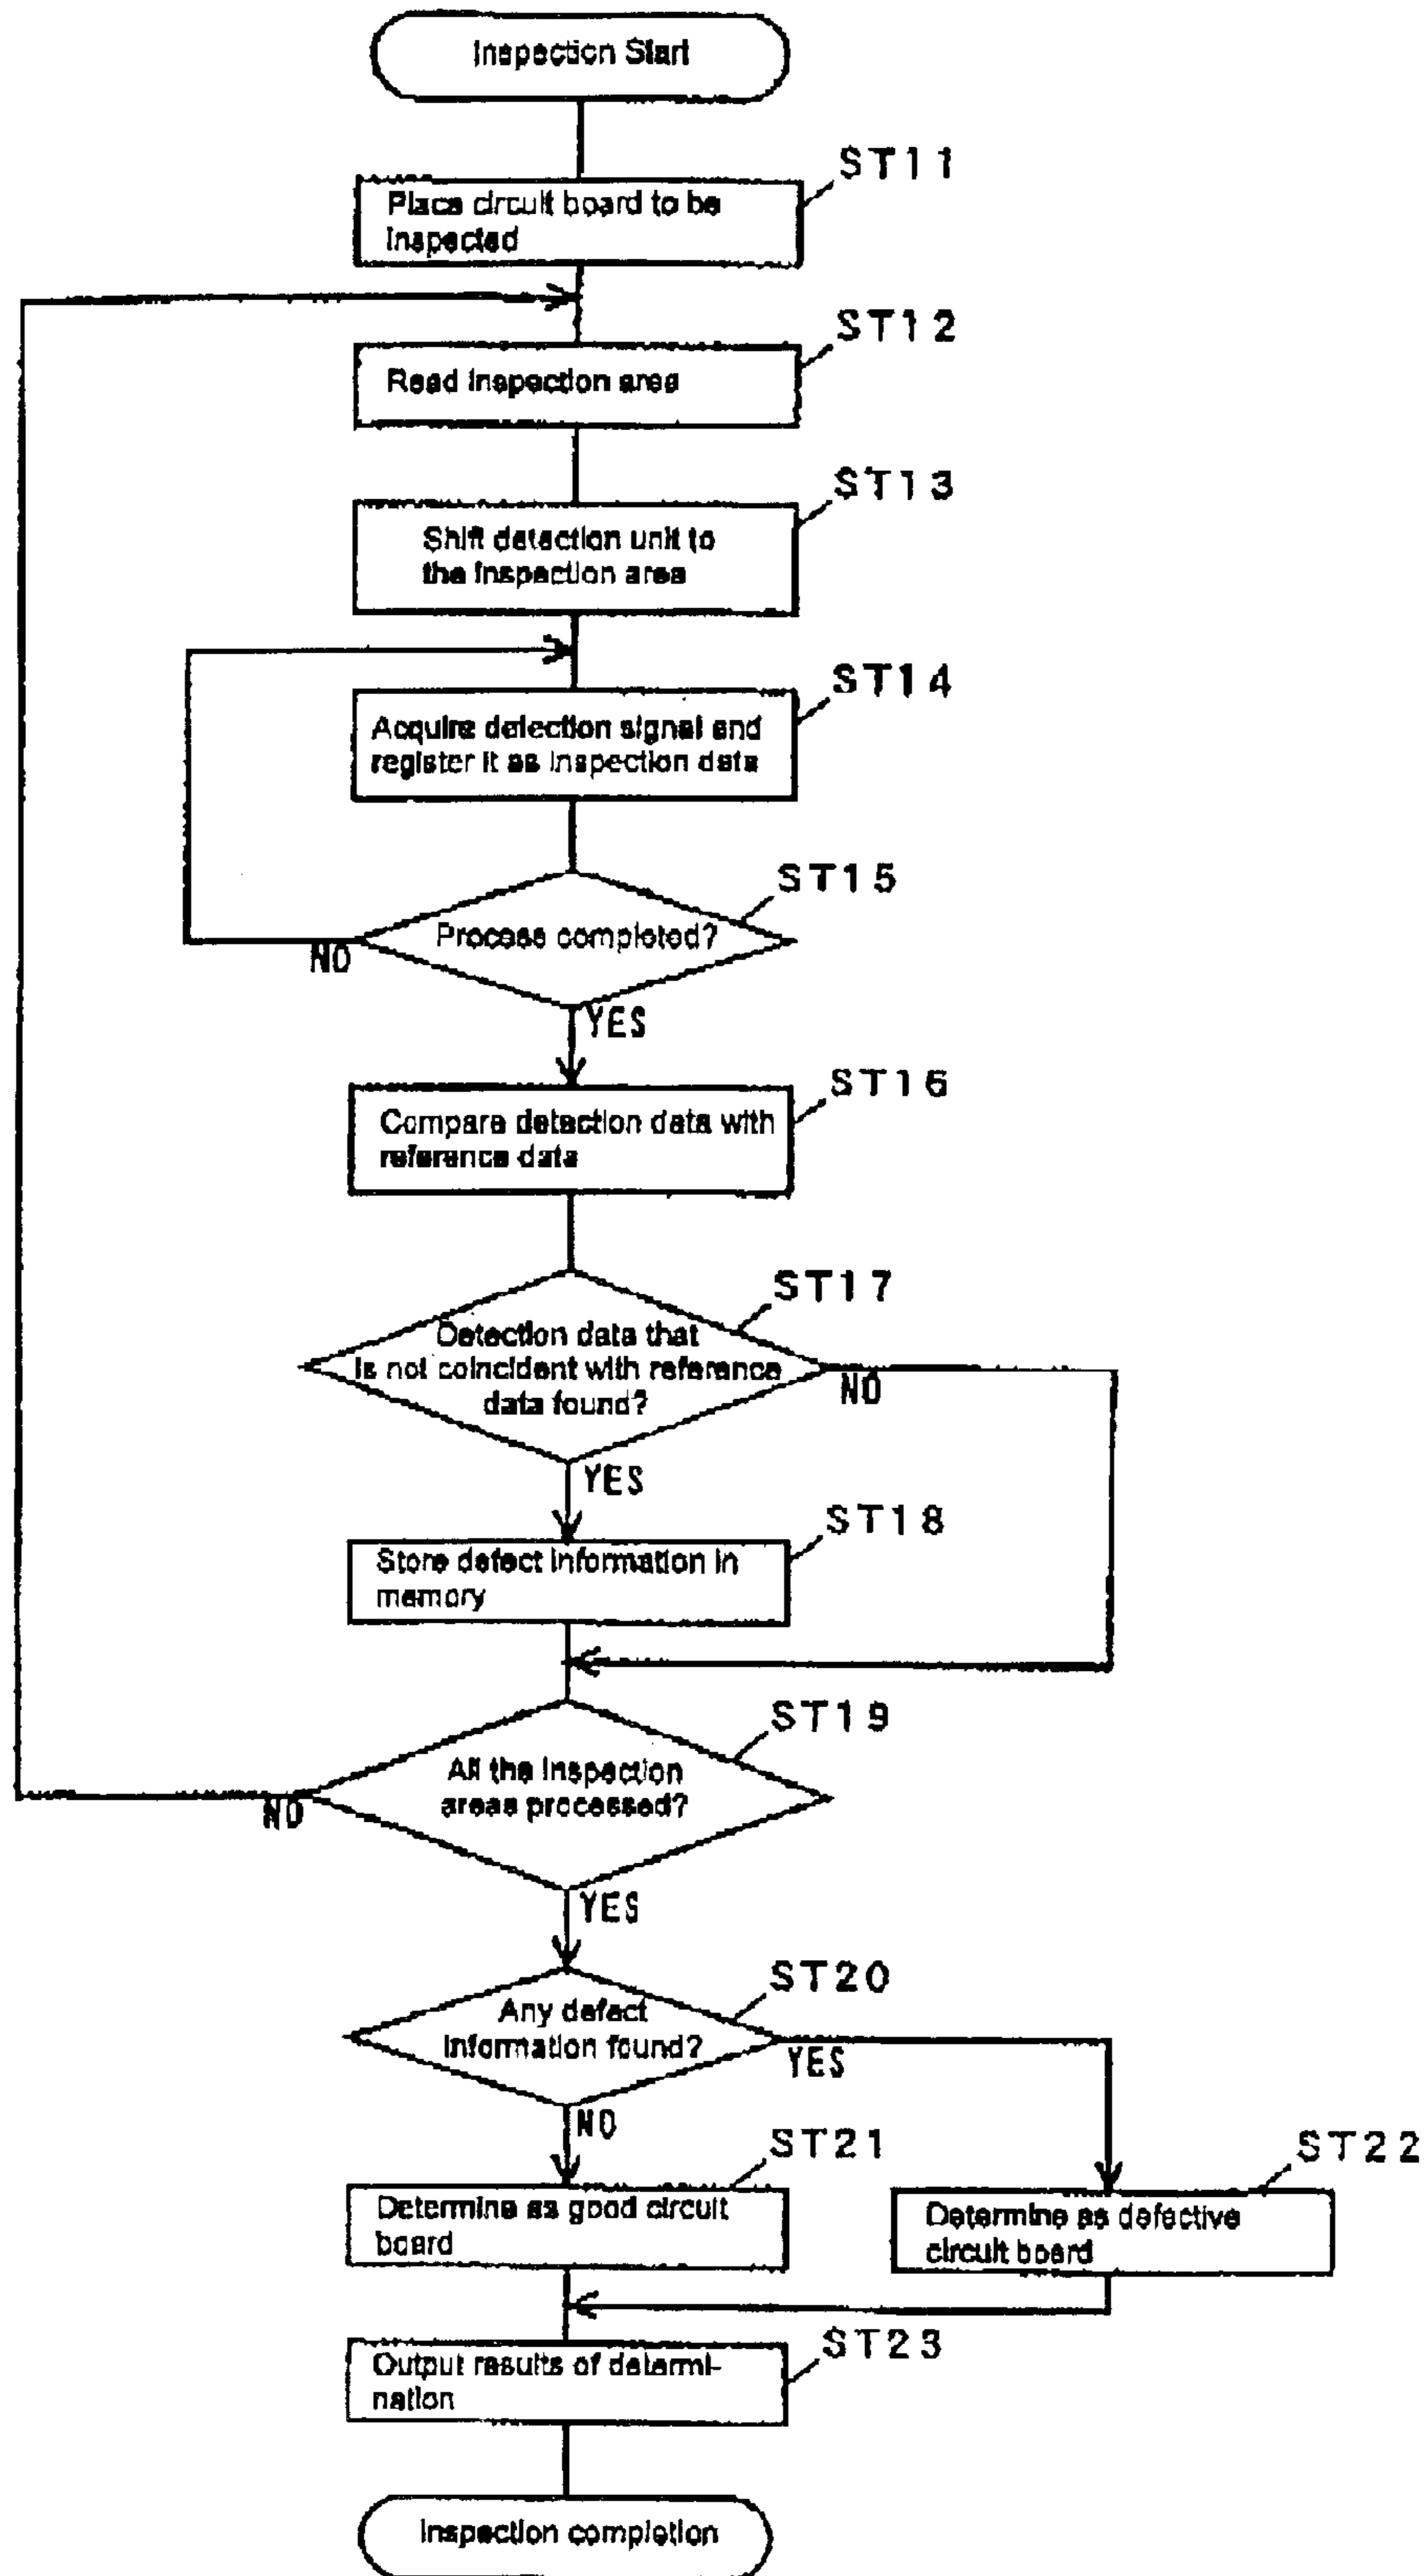 Inspection Start
ST11
Place circuit board to be
inspected
ST12
Read inspection area
ST13
Shift detection unit to
the inspection area
ST14
Acquire detection signal and
register it as inspection data
ST15
Process completed?
NO
YES
ST16
Compare detection data with
reference data
ST17
Detection data that
is not coincident with reference
data found?
NO
YES
ST18
Store defect information in
memory
ST19
All the inspection
areas processed?
NO
YES
ST20
Any defect
information found?
YES
NO
ST21
Determine as good circuit
board
ST22
Determine as defective
circuit board
ST23
Output results of determi-
nation
Inspection completion